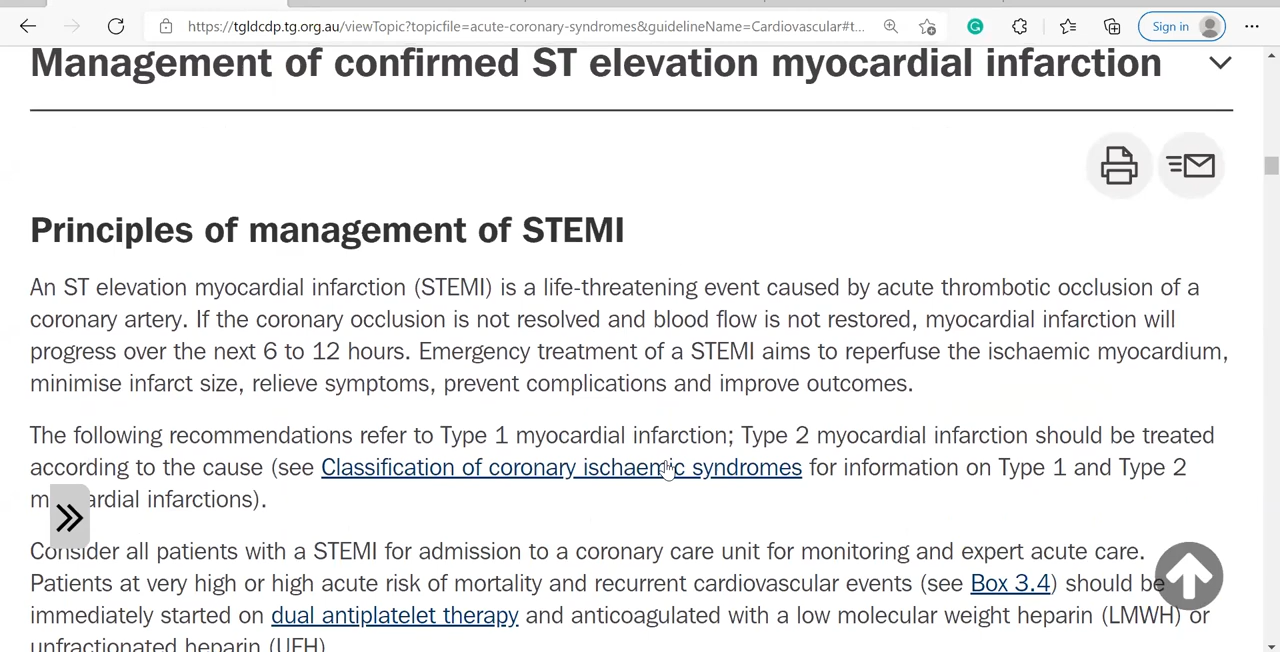 https://tgldcdp.tg.org.au/viewTopic?topicfile=acute-coronary-syndromes&guidelineName=Cardiovascular#t...
Sign in
Management of confirmed ST elevation myocardial infarction
Principles of management of STEMI
An ST elevation myocardial infarction (STEMI) is a life-threatening event caused by acute thrombotic occlusion of a
coronary artery. If the coronary occlusion is not resolved and blood flow is not restored, myocardial infarction will
progress over the next 6 to 12 hours. Emergency treatment of a STEMI aims to reperfuse the ischaemic myocardium,
minimise infarct size, relieve symptoms, prevent complications and improve outcomes.
The following recommendations refer to Type 1 myocardial infarction; Type 2 myocardial infarction should be treated
according to the cause (see Classification of coronary ischaemic syndromes for information on Type 1 and Type 2
infarctions).
Consider all patients with a STEMI for admission to a coronary care unit for monitoring and expert acute care.
Patients at very high or high acute risk of mortality and recurrent cardiovascular events (see Box 3.4) should be
immediately started on dual antiplatelet therapy and anticoagulated with a low molecular weight heparin (LMWH) or
unfractionated heparin (UFH).